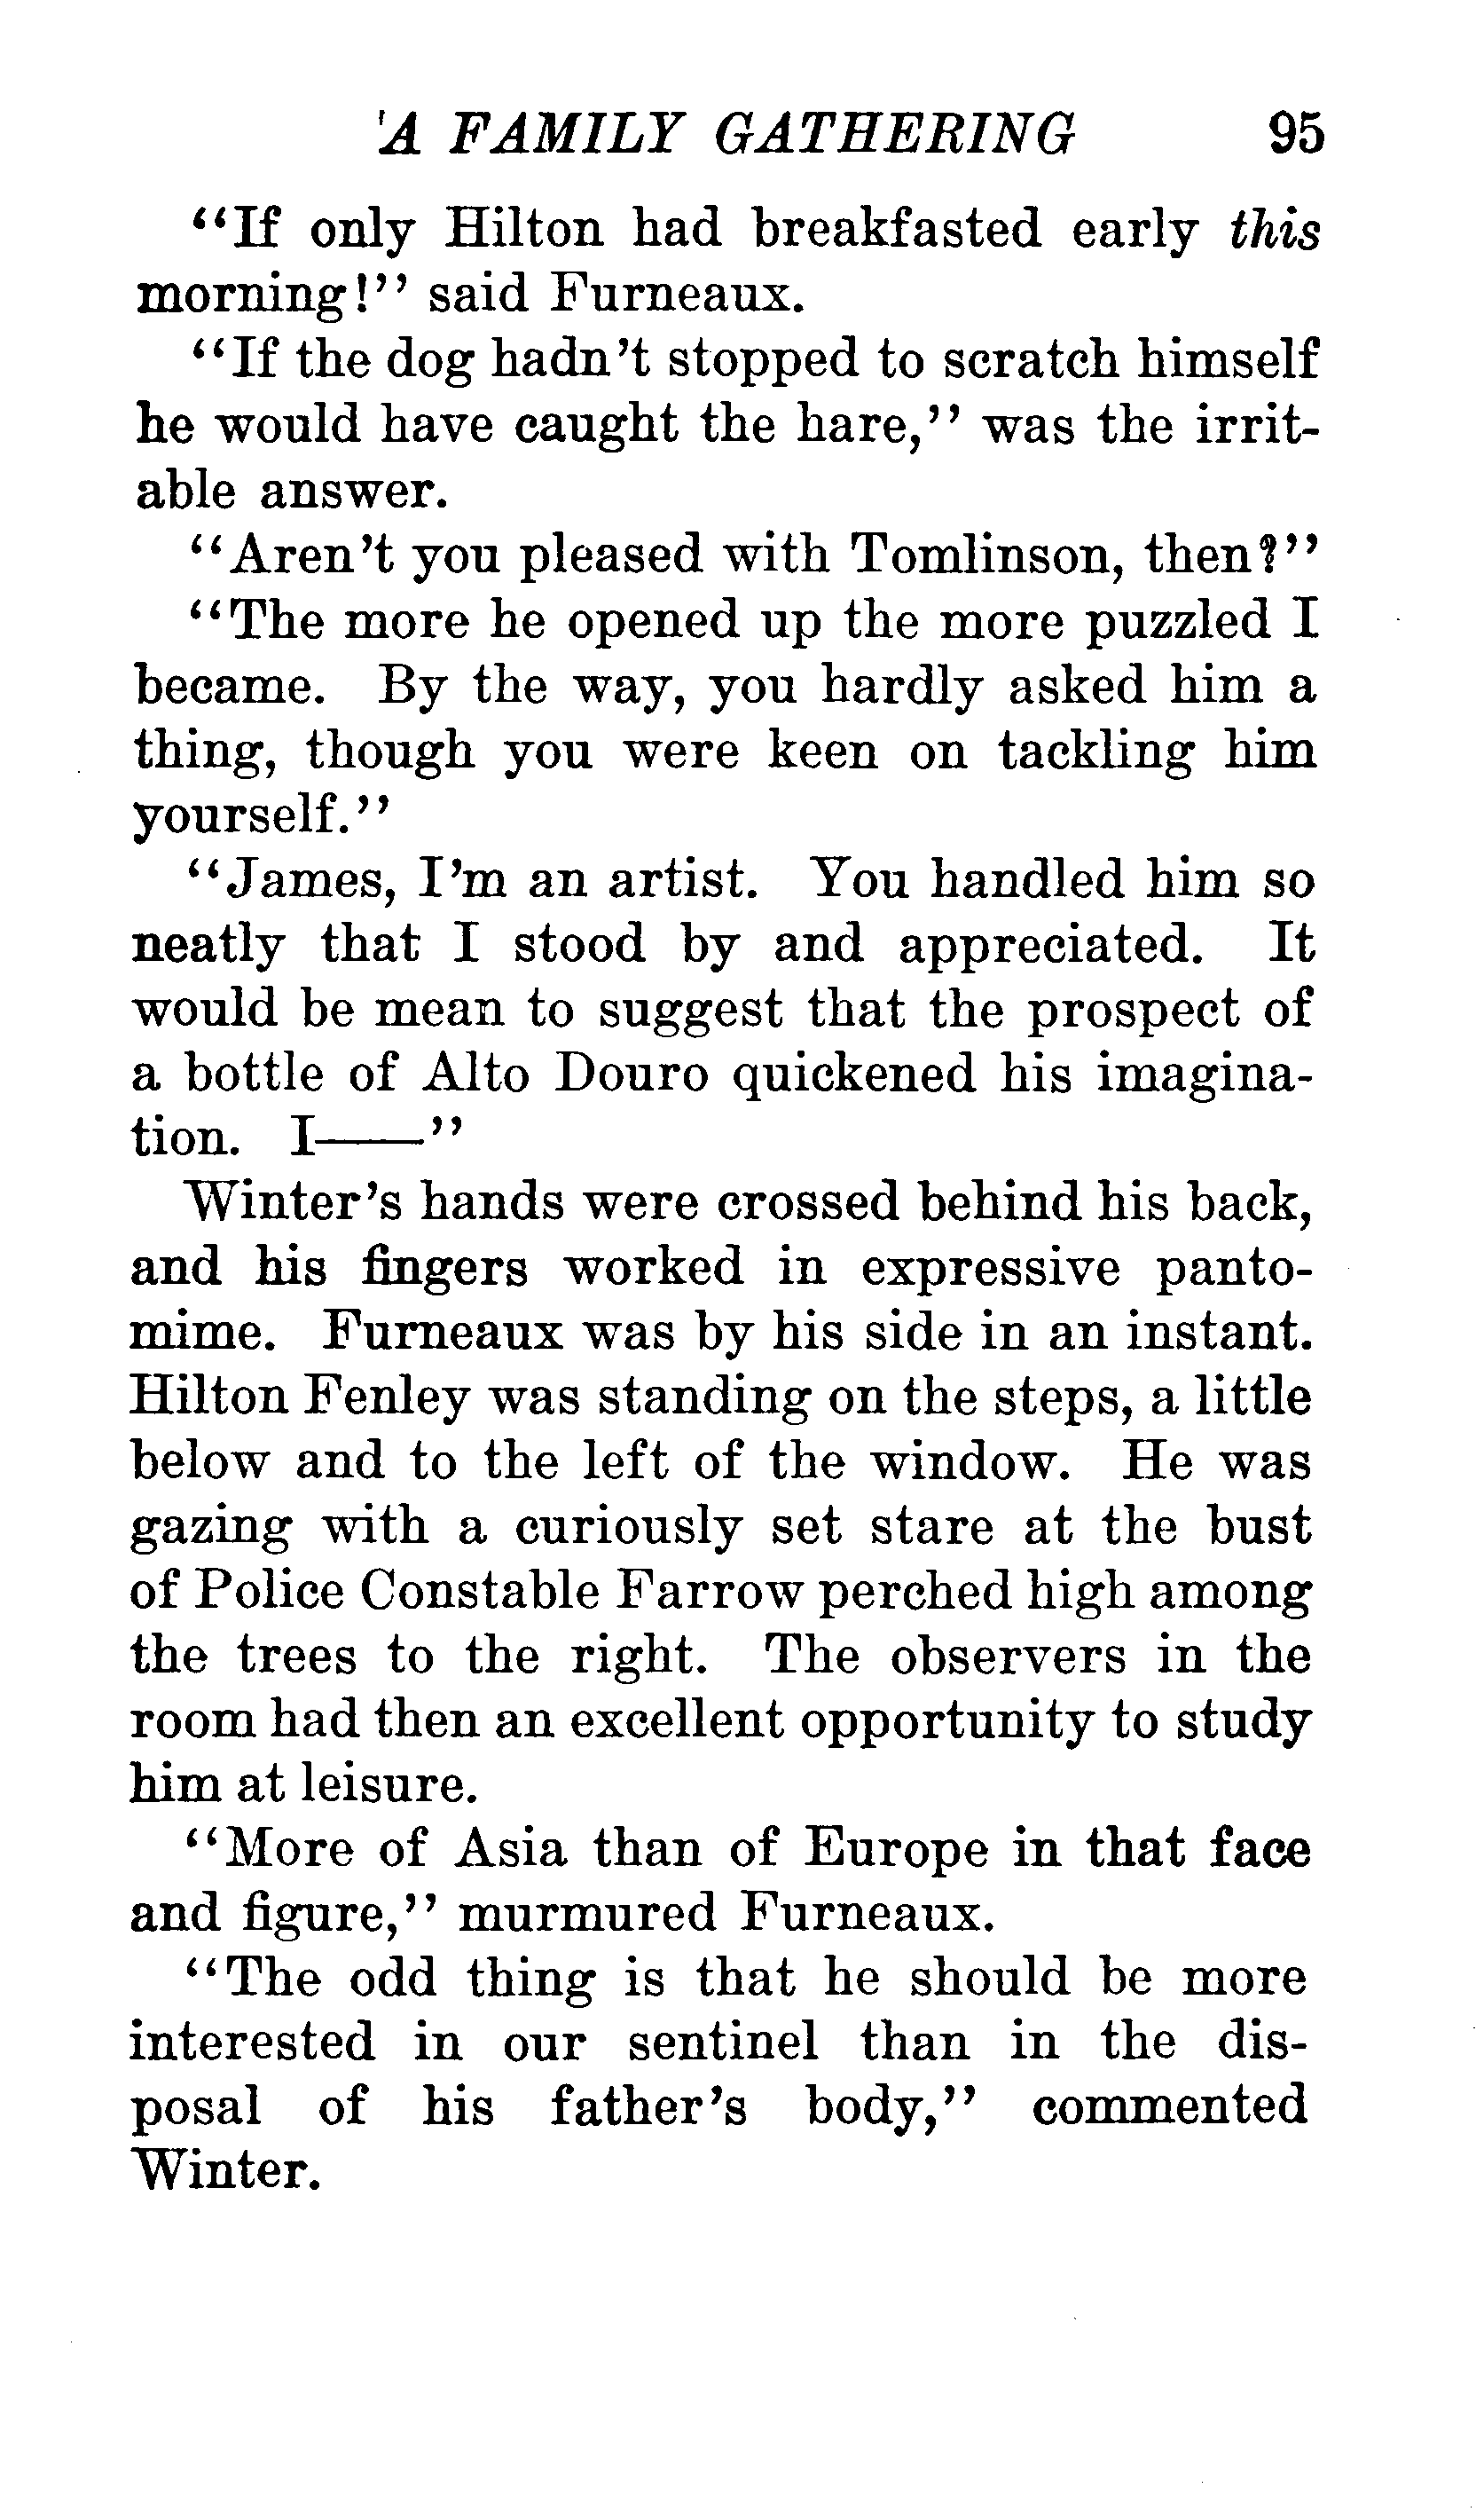 'A FAMILY GATHERING 95
"If only Hilton had breakfasted early this
morning!" said Furneaux.
"If the dog hadn't stopped to scratch himself
he would have caught the hare," was the irrit-
able answer.
"Aren't you pleased with Tomlinson, then?"
"The more he opened up the more puzzled I
became. By the way, you hardly asked him a
thing, though you were keen on tackling him
yourself."
"James, I'm an artist. You handled him so
neatly that I stood by and appreciated. It
would be mean to suggest that the prospect of
a bottle of Alto Douro quickened his imagina-
tion. I——"
Winter's hands were crossed behind his back,
and his fingers worked in expressive panto-
mime. Furneaux was by his side in an instant.
Hilton Fenley was standing on the steps, a little
below and to the left of the window. He was
gazing with a curiously set stare at the bust
of Police Constable Farrow perched high among
the trees to the right. The observers in the
room had then an excellent opportunity to study
him at leisure.
"More of Asia than of Europe in that face
and figure," murmured Furneaux.
"The odd thing is that he should be more
interested in our sentinel than in the dis-
posal of his father's body," commented
Winter.